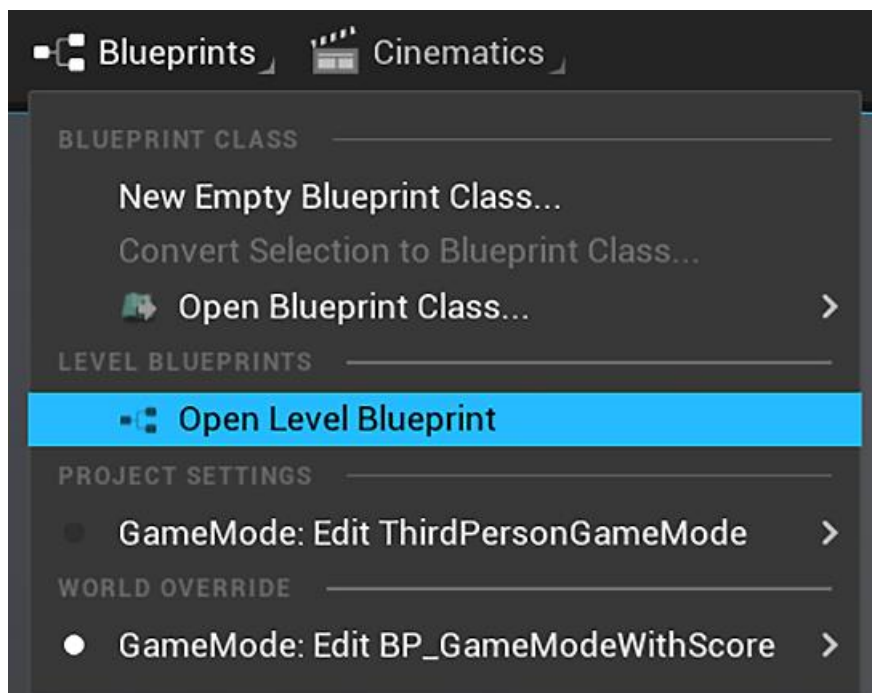 Blueprints Cinematics
BLUEPRINT CLASS
New Empty Blueprint Class...
Convert Selection to Blueprint Class...
Open Blueprint Class...
LEVEL BLUEPRINTS
Open Level Blueprint
PROJECT SETTINGS
GameMode: Edit ThirdPersonGameMode
WORLD OVERRIDE
GameMode: Edit BP_GameModeWithScore